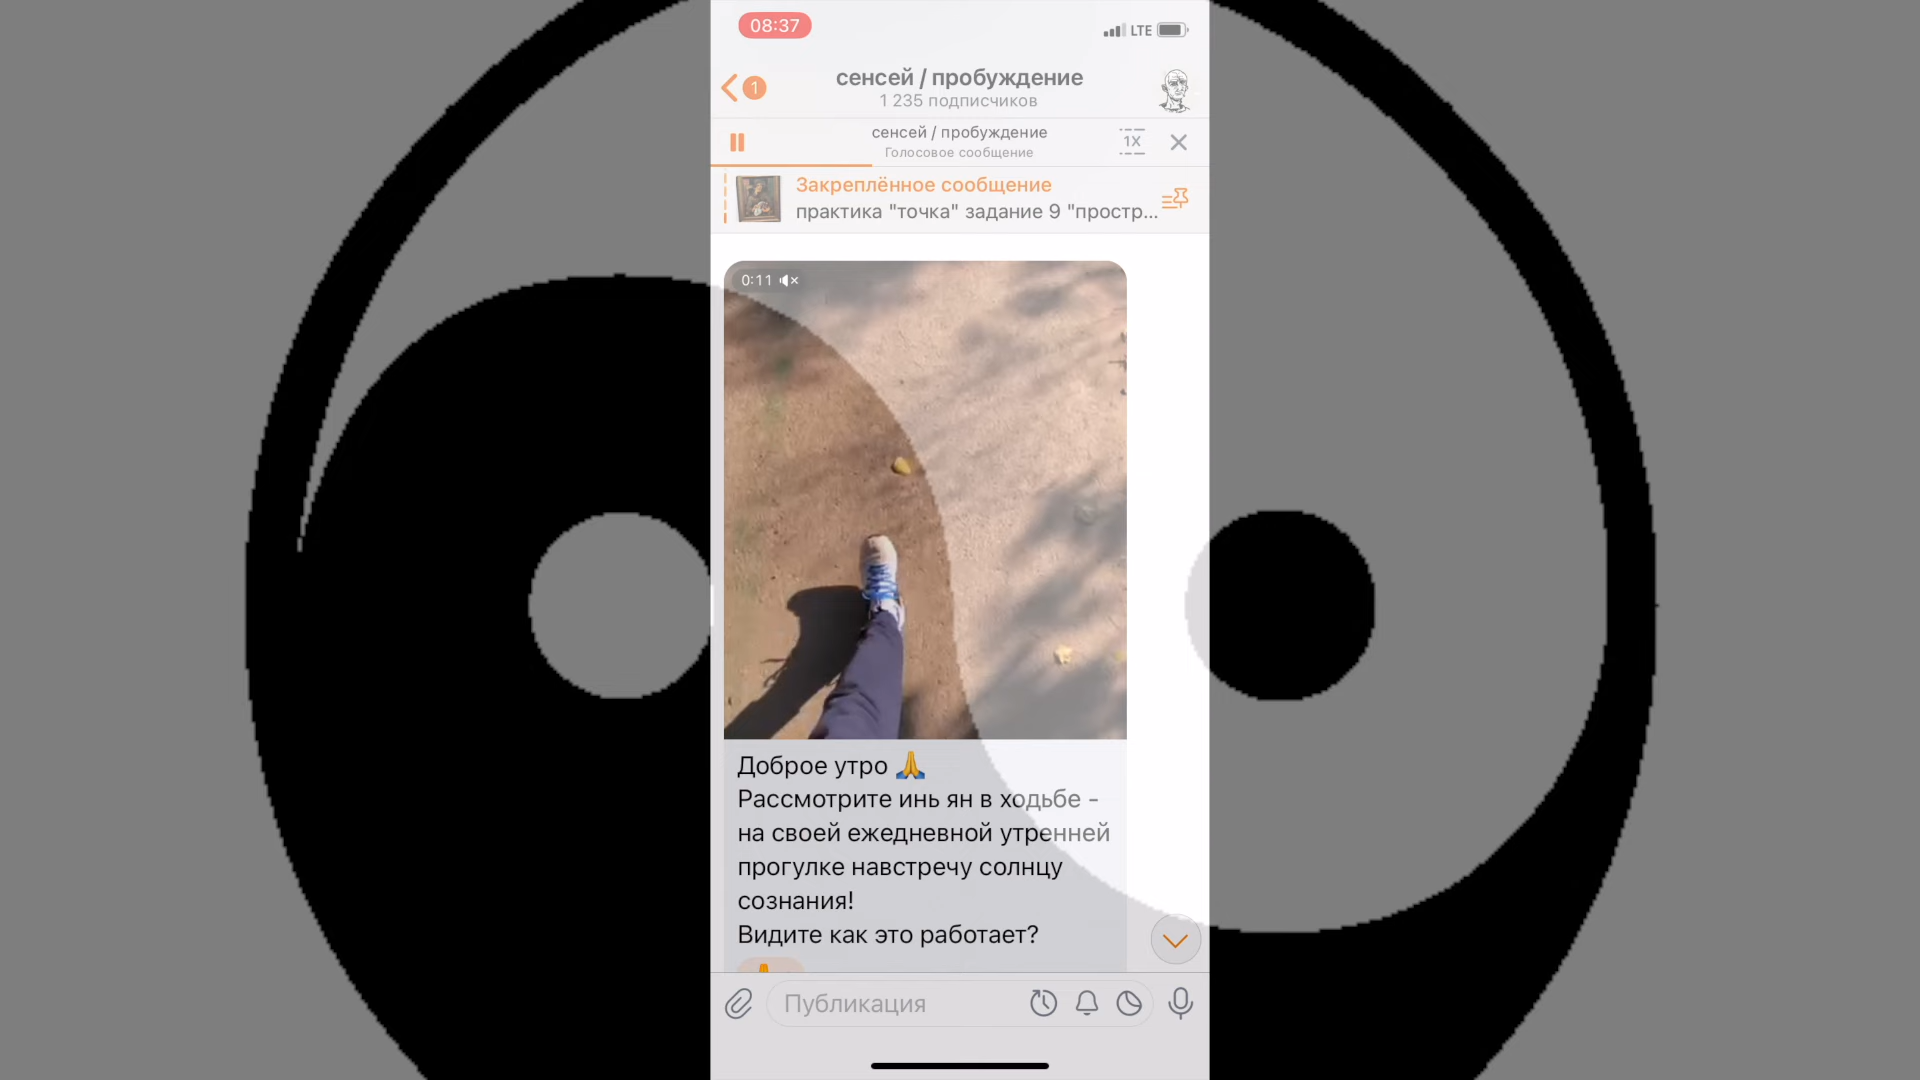 08:37
LTE
1
сенсей / пробуждение
1 235 подписчиков
сенсей / пробуждение
Голосовое сообщение
1X
Закреплённое сообщение
практика "точка" задание 9 "простр...
0:11
Доброе утро 🙏
Рассмотрите инь ян в ходьбе -
на своей ежедневной утренней
прогулке навстречу солнцу
сознания!
Видите как это работает?
Публикация